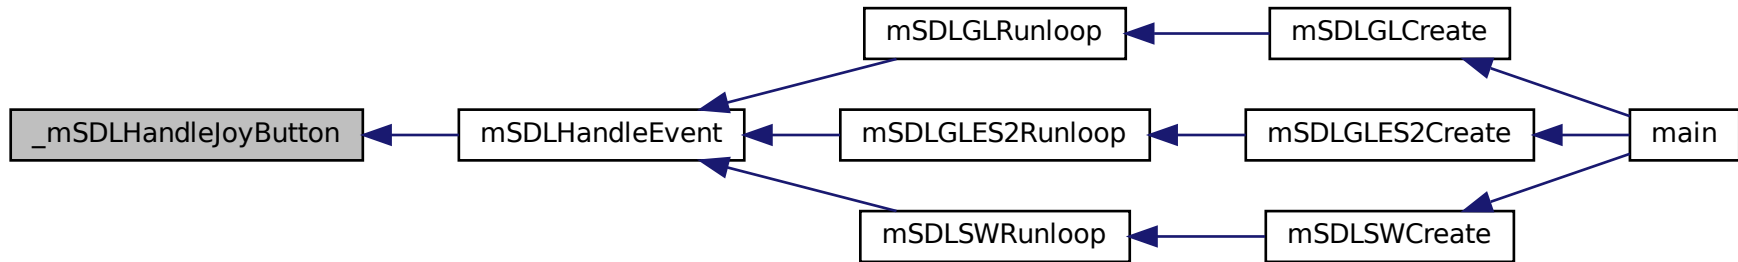 _mSDLHandleJoyButton
mSDLHandleEvent
mSDLGLRunloop
mSDLGLCreate
mSDLGLES2Runloop
mSDLGLES2Create
main
mSDLSWRunloop
mSDLSWCreate